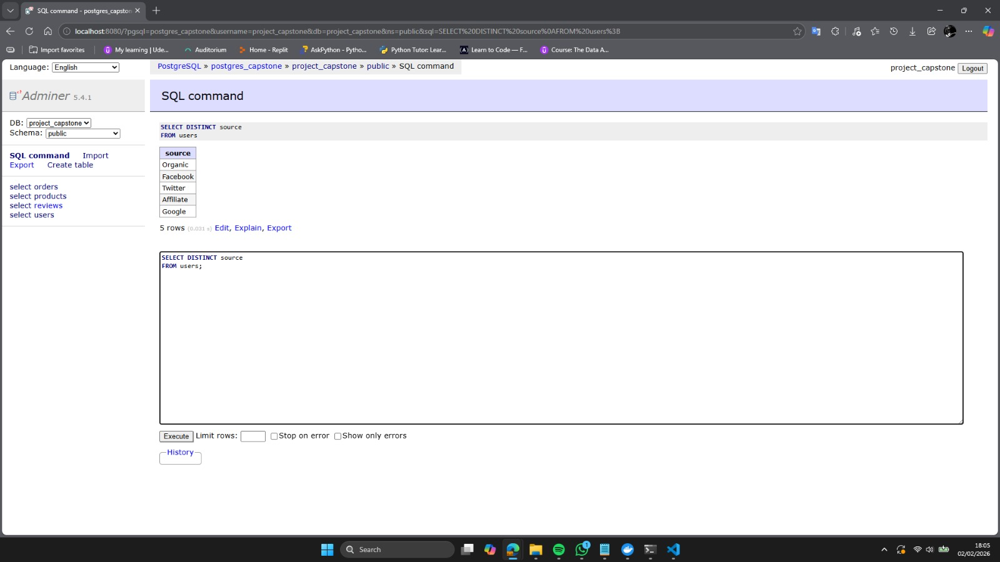 SQL command - postgres_capston
localhost:8080/?pgsql=postgres_capstone&username=project_capstone&db=project_capstone&ns=public&sql=SELECT%20DISTINCT%20source%0AFROM%20users%3B
Import favorites
My learning | Ude...
Auditorium
Home - Replit
AskPython - Pytho...
Python Tutor: Lear...
Learn to Code — F...
Course: The Data A...
Language: English
PostgreSQL » postgres_capstone » project_capstone » public » SQL command
project_capstone Logout
Adminer 5.4.1
SQL command
DB: project_capstone
Schema: public
SQL command Import
Export Create table
select orders
select products
select reviews
select users
SELECT DISTINCT source
FROM users
source
Organic
Facebook
Twitter
Affiliate
Google
5 rows (0.031 s) Edit, Explain, Export
SELECT DISTINCT source
FROM users;
Execute Limit rows: Stop on error Show only errors
History
Search
1
18:05
02/02/2026